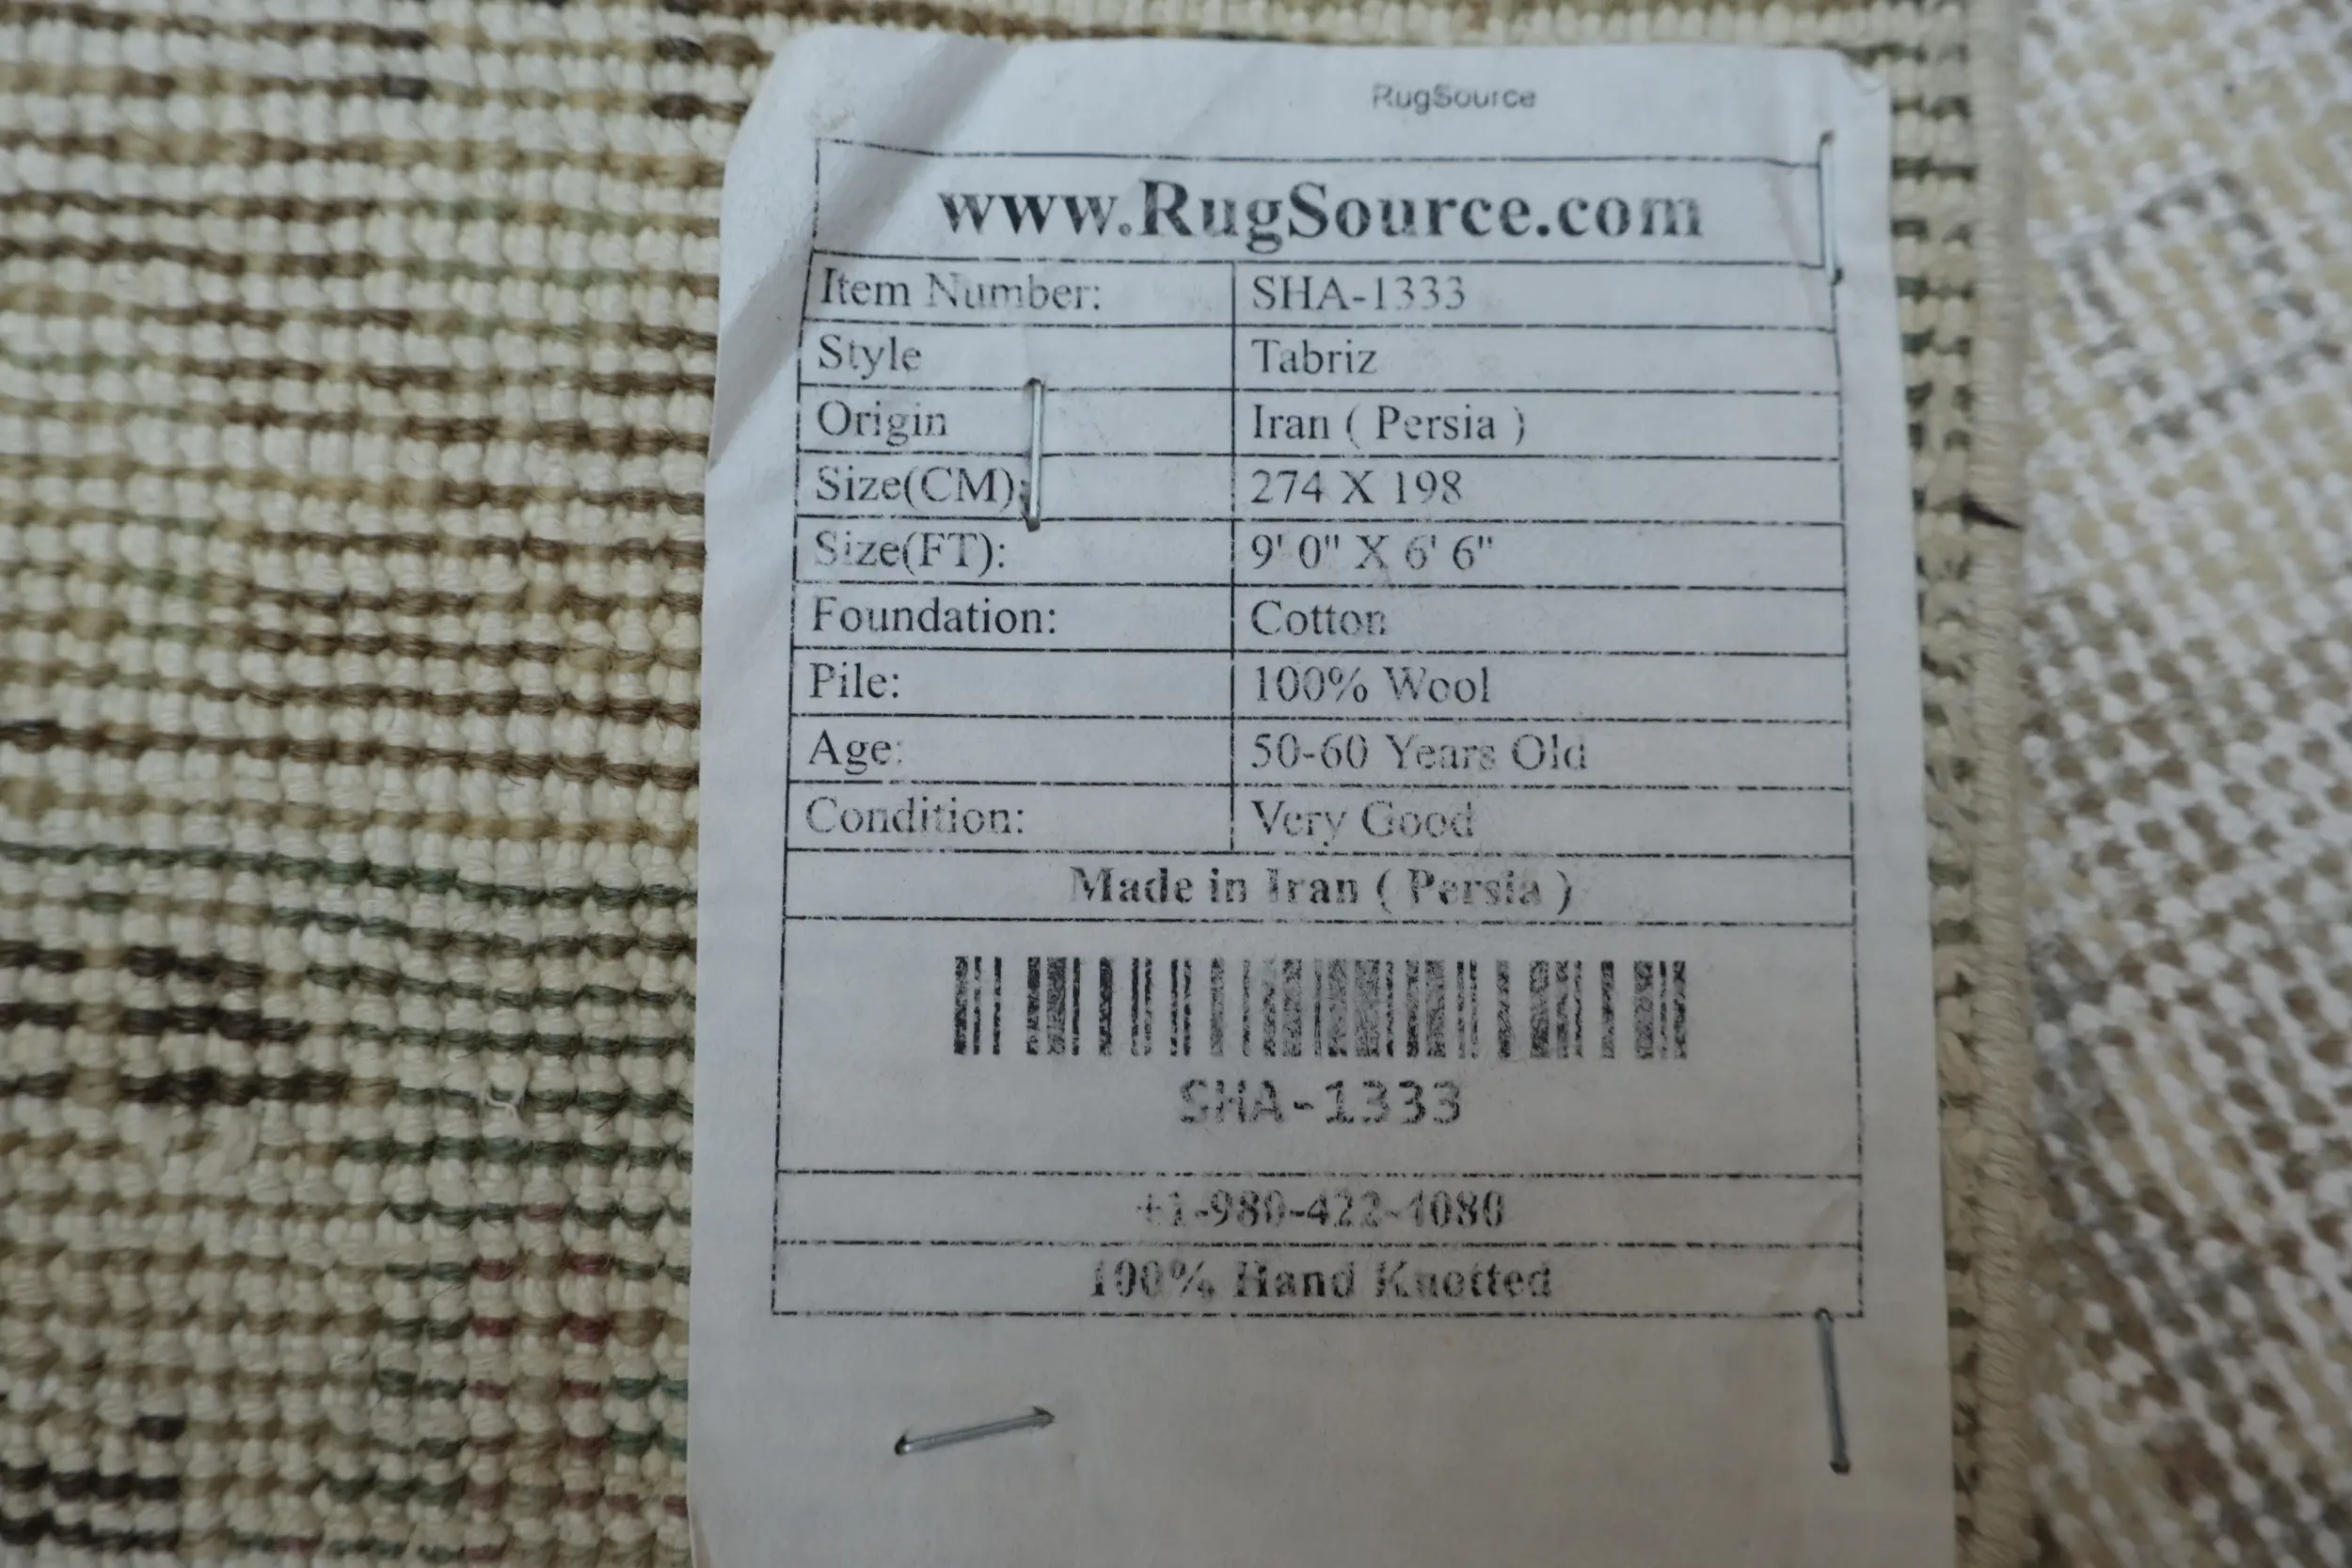 RugSource
www.RugSource.com
Item Number: SHA-1333
Style Tabriz
Origin Iran ( Persia )
Size(CM): 274 X 198
Size(FT): 9' 0" X 6' 6"
Foundation: Cotton
Pile: 100% Wool
Age: 50-60 Years Old
Condition: Very Good
Made in Iran ( Persia )
SHA-1333
+1-980-422-4080
100% Hand Knotted